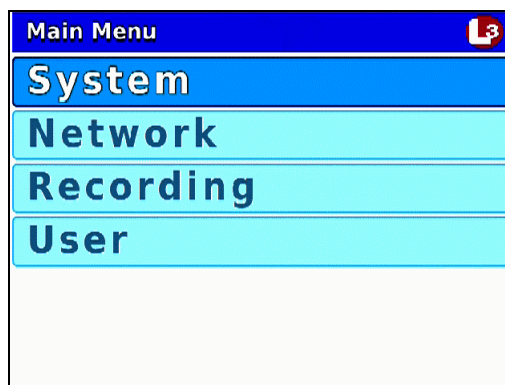 Main Menu
L3
System
Network
Recording
User